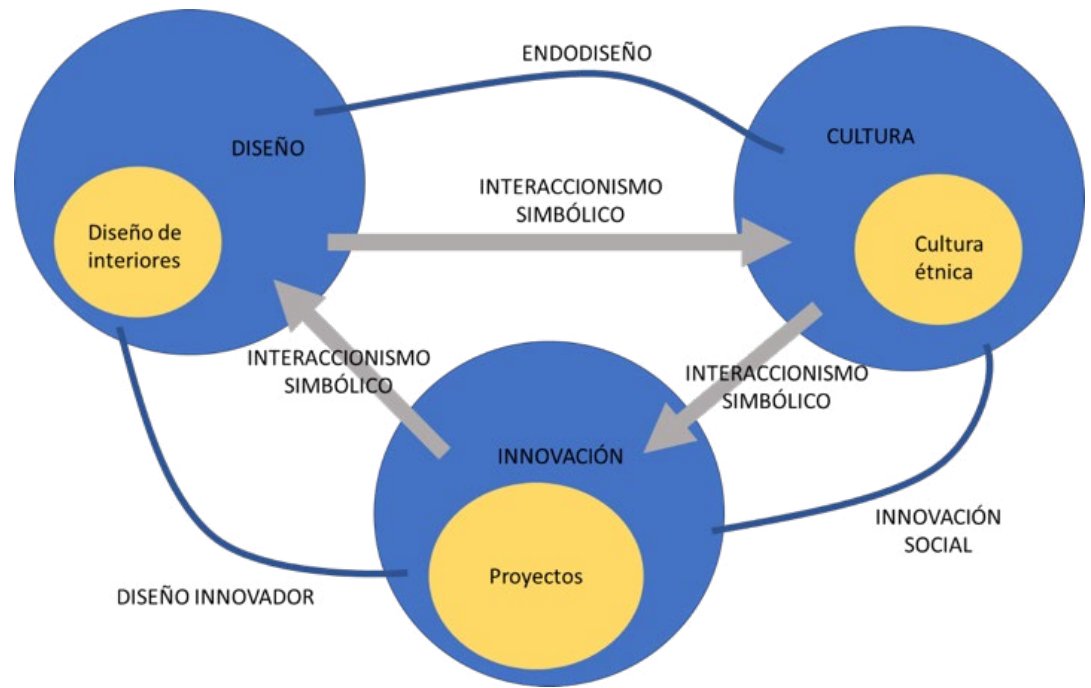 ENDODISEÑO
DISEÑO
CULTURA
INTERACCIONISMO
SIMBÓLICO
Diseño de
interiores
Cultura
étnica
INTERACCIONISMO
SIMBÓLICO
INTERACCIONISMO
SIMBÓLICO
INNOVACIÓN
INNOVACIÓN
SOCIAL
Proyectos
DISEÑO INNOVADOR